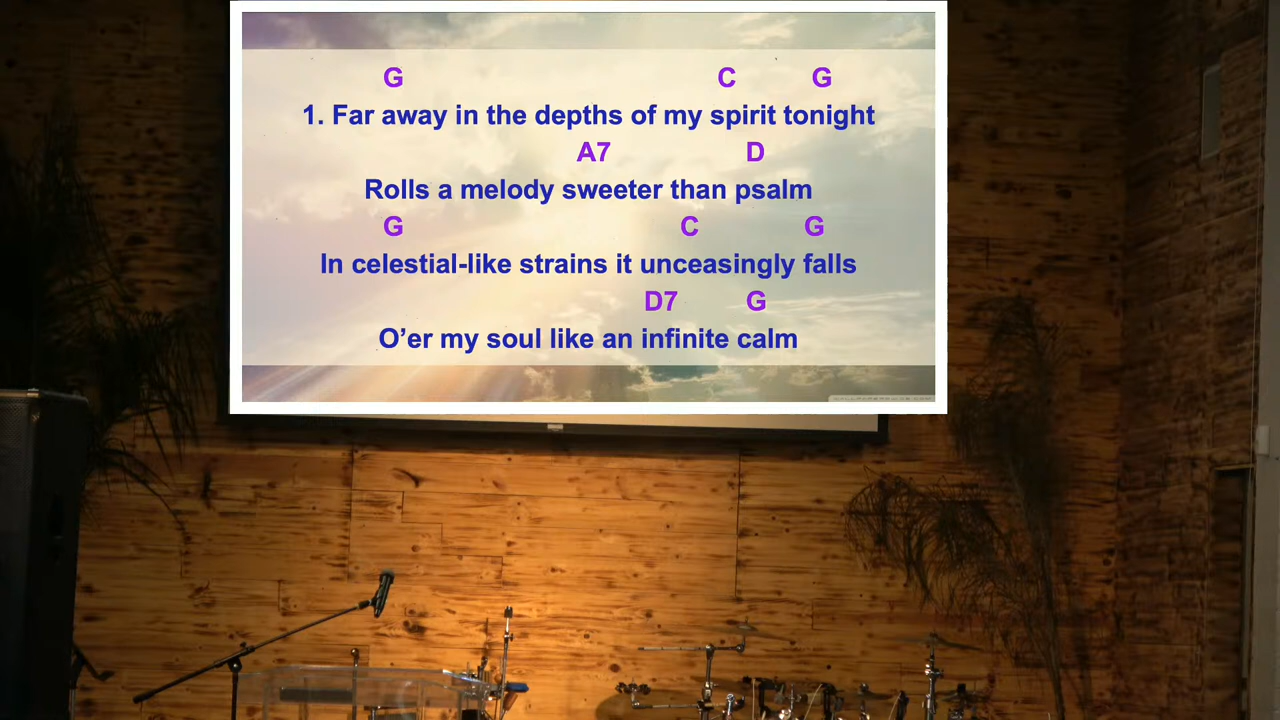 G C G
1. Far away in the depths of my spirit tonight
A7 D
Rolls a melody sweeter than psalm
G C G
In celestial-like strains it unceasingly falls
D7 G
O’er my soul like an infinite calm